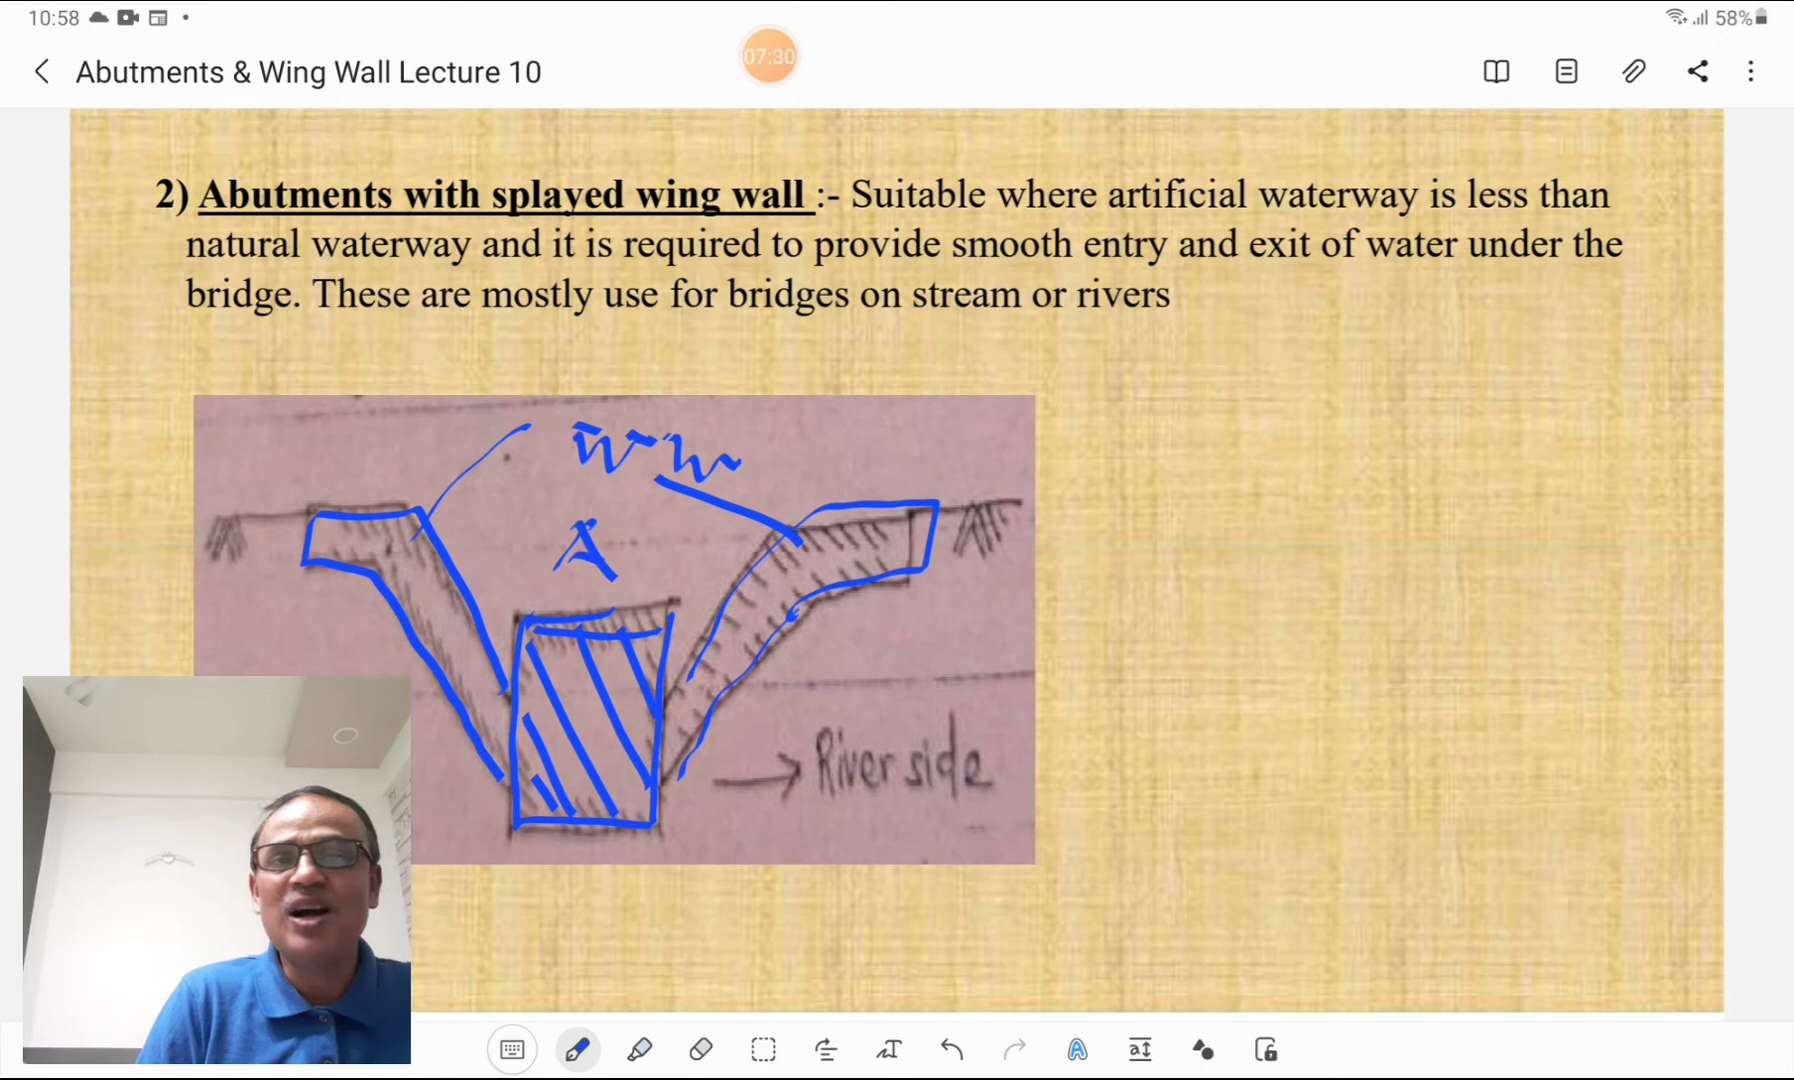 10:58
58%
Abutments & Wing Wall Lecture 10
07:30
2) Abutments with splayed wing wall :- Suitable where artificial waterway is less than
natural waterway and it is required to provide smooth entry and exit of water under the
bridge. These are mostly use for bridges on stream or rivers
A
River side